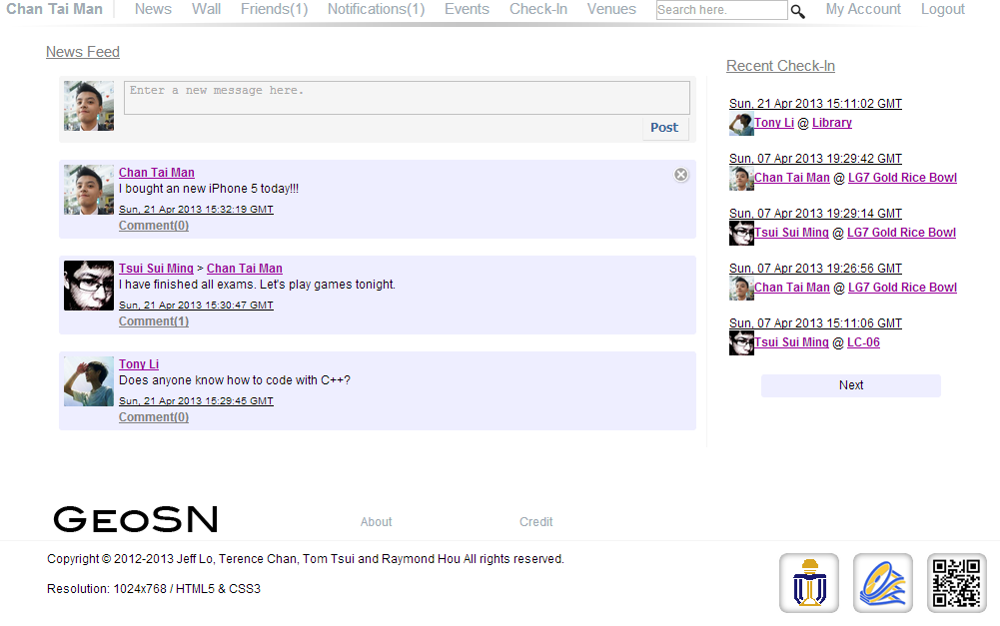 Chan Tai Man News Wall Friends(1) Notifications(1) Events Check-In Venues Search here. My Account Logout
News Feed
Enter a new message here.
Post
Chan Tai Man
I bought an new iPhone 5 today!!!
Sun, 21 Apr 2013 15:32:19 GMT
Comment(0)
Tsui Sui Ming > Chan Tai Man
I have finished all exams. Let's play games tonight.
Sun, 21 Apr 2013 15:30:47 GMT
Comment(1)
Tony Li
Does anyone know how to code with C++?
Sun, 21 Apr 2013 15:29:45 GMT
Comment(0)
Recent Check-In
Sun, 21 Apr 2013 15:11:02 GMT
Tony Li @ Library
Sun, 07 Apr 2013 19:29:42 GMT
Chan Tai Man @ LG7 Gold Rice Bowl
Sun, 07 Apr 2013 19:29:14 GMT
Tsui Sui Ming @ LG7 Gold Rice Bowl
Sun, 07 Apr 2013 19:26:56 GMT
Chan Tai Man @ LG7 Gold Rice Bowl
Sun, 07 Apr 2013 15:11:06 GMT
Tsui Sui Ming @ LC-06
Next
GEOSN About Credit
Copyright © 2012-2013 Jeff Lo, Terence Chan, Tom Tsui and Raymond Hou All rights reserved.
Resolution: 1024x768 / HTML5 & CSS3